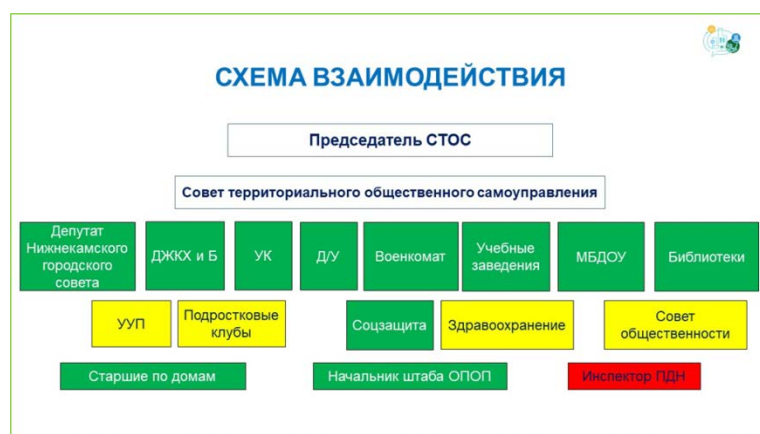 СХЕМА ВЗАИМОДЕЙСТВИЯ
Председатель СТОС
Совет территориального общественного самоуправления
Депутат
Нижнекамского
городского
совета
ДЖКХ и Б
УК
Д/У
Военкомат
Учебные
заведения
МБДОУ
Библиотеки
УУП
Подростковые
клубы
Соцзащита
Здравоохранение
Совет
общественности
Старшие по домам
Начальник штаба ОПОП
Инспектор ПДН